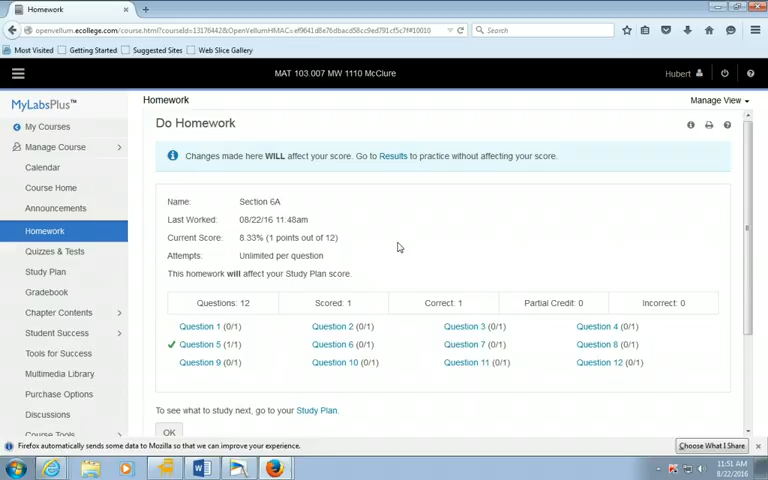 Homework
openvellum.ecollege.com/course.html?courseId=13176442&OpenVellumHMAC=ef9641d8e76dbacd58cc9ed791cf5c7f#10010
Search
Most Visited Getting Started Suggested Sites Web Slice Gallery
MAT 103.007 MW 1110 McClure
Hubert
MyLabsPlus™
Homework
Manage View
My Courses
Do Homework
Manage Course
Changes made here WILL affect your score. Go to Results to practice without affecting your score.
Calendar
Course Home
Name: Section 6A
Announcements
Last Worked: 08/22/16 11:48am
Homework
Current Score: 8.33% (1 points out of 12)
Quizzes & Tests
Attempts: Unlimited per question
Study Plan
This homework will affect your Study Plan score.
Gradebook
Questions: 12 Scored: 1 Correct: 1 Partial Credit: 0 Incorrect: 0
Chapter Contents
Question 1 (0/1) Question 2 (0/1) Question 3 (0/1) Question 4 (0/1)
Student Success
Question 5 (1/1) Question 6 (0/1) Question 7 (0/1) Question 8 (0/1)
Tools for Success
Question 9 (0/1) Question 10 (0/1) Question 11 (0/1) Question 12 (0/1)
Multimedia Library
Purchase Options
Discussions
To see what to study next, go to your Study Plan.
Course Tools
OK
Firefox automatically sends some data to Mozilla so that we can improve your experience.
Choose What I Share
11:51 AM
8/22/2016